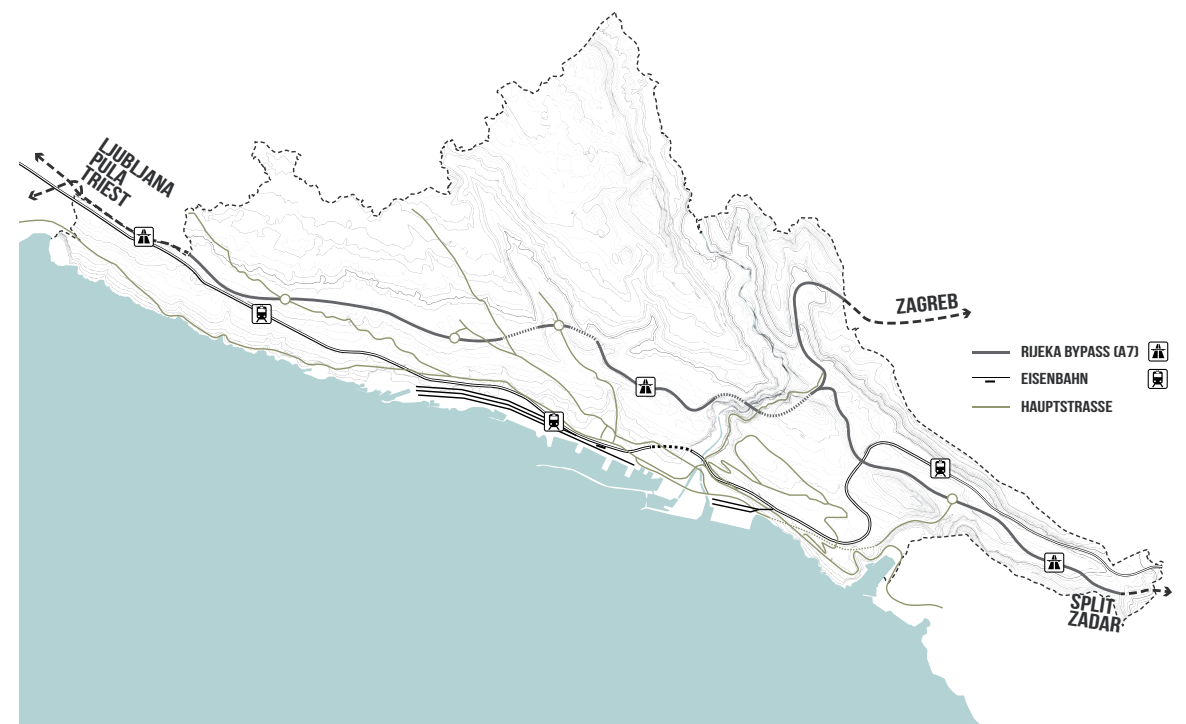 LJUBLJANA
PULA
TRIEST
ZAGREB
RIJEKA BYPASS (A7)
EISENBAHN
HAUPTSTRASSE
SPLIT
ZADAR